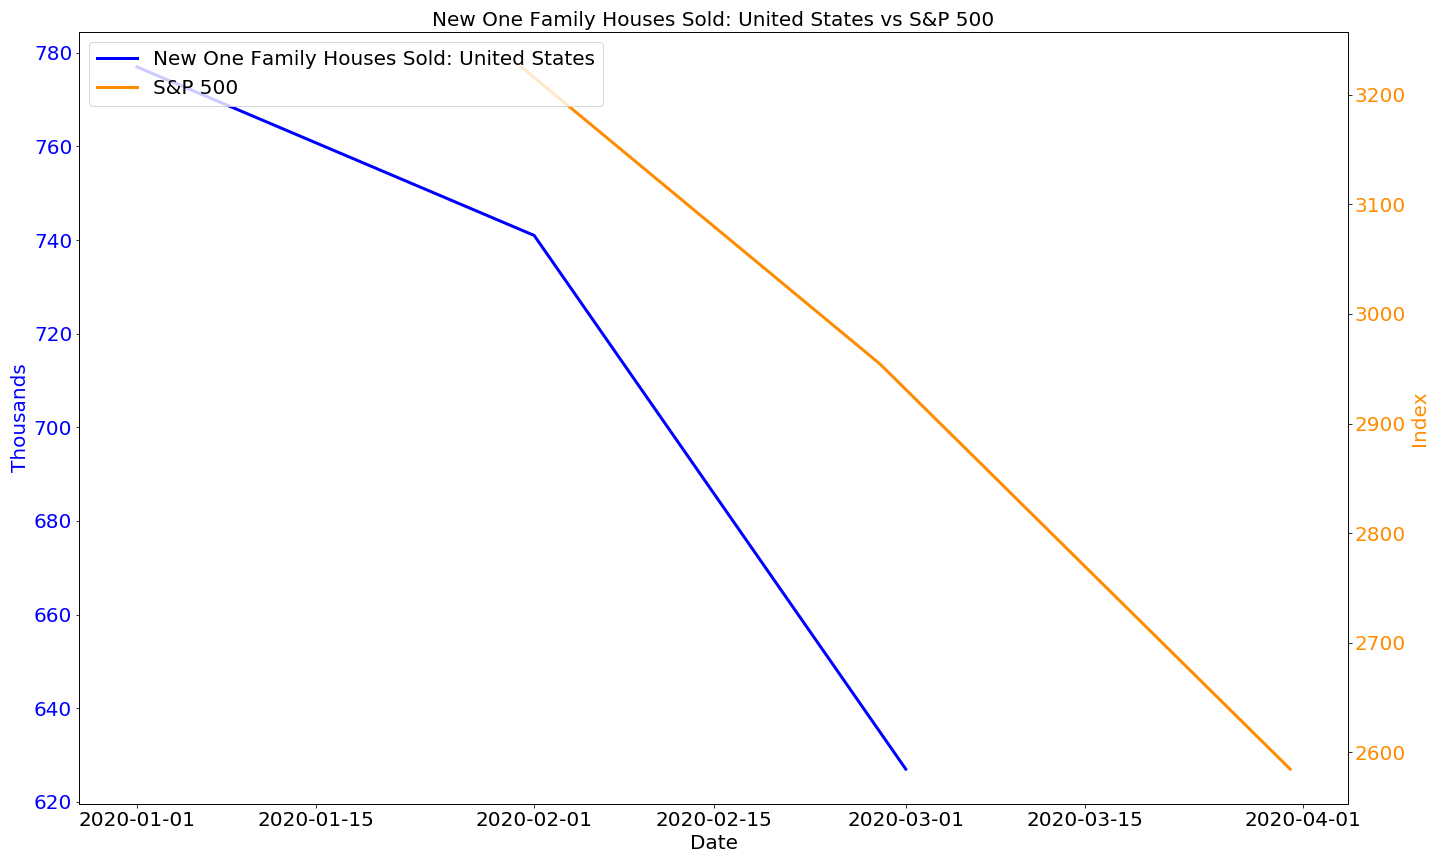 New One Family Houses Sold: United States vs S&P 500
New One Family Houses Sold: United States
S&P 500
Thousands
780
760
740
720
700
680
660
640
620
3200
3100
3000
2900
2800
2700
2600
Index
2020-01-01 2020-01-15 2020-02-01 2020-02-15 2020-03-01 2020-03-15 2020-04-01
Date